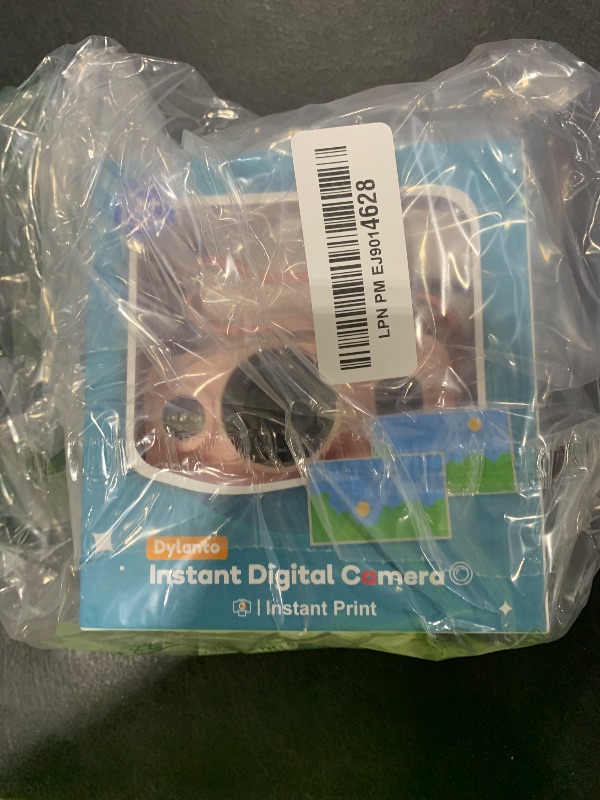 LPN PM EJ9014628
Dylanto
Instant Digital Camera
| Instant Print